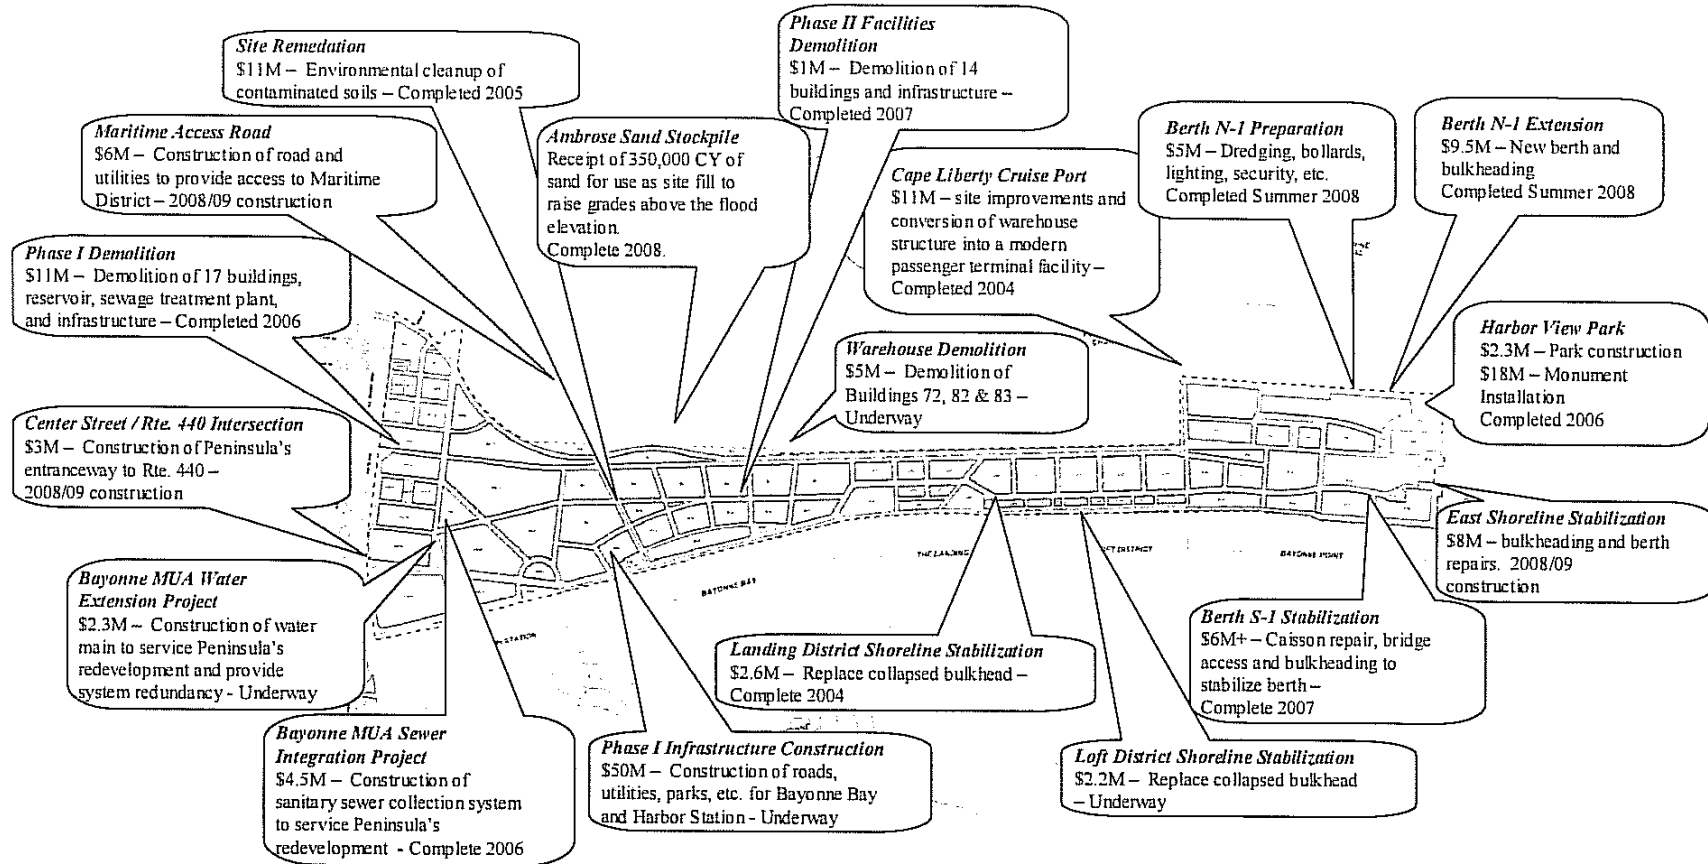 Phase II Facilities
Demolition
$1M – Demolition of 14
buildings and infrastructure –
Completed 2007
Site Remedation
$11M – Environmental cleanup of
contaminated soils – Completed 2005
Maritime Access Road
$6M – Construction of road and
utilities to provide access to Maritime
District – 2008/09 construction
Ambrose Sand Stockpile
Receipt of 350,000 CY of
sand for use as site fill to
raise grades above the flood
elevation.
Complete 2008.
Cape Liberty Cruise Port
$11M – site improvements and
conversion of warehouse
structure into a modern
passenger terminal facility –
Completed 2004
Berth N-1 Preparation
$5M – Dredging, bollards,
lighting, security, etc.
Completed Summer 2008
Berth N-1 Extension
$9.5M – New berth and
bulkheading
Completed Summer 2008
Phase I Demolition
$11M – Demolition of 17 buildings,
reservoir, sewage treatment plant,
and infrastructure – Completed 2006
Warehouse Demolition
$5M – Demolition of
Buildings 72, 82 & 83 –
Underway
Harbor View Park
$2.3M – Park construction
$18M – Monument
Installation
Completed 2006
Center Street / Rte. 440 Intersection
$3M – Construction of Peninsula's
entranceway to Rte. 440 –
2008/09 construction
East Shoreline Stabilization
$8M – bulkheading and berth
repairs. 2008/09
construction
THE LANDING
DISTRICT
BAYONNE POINT
BAYONNE BAY
STATION
Bayonne MUA Water
Extension Project
$2.3M – Construction of water
main to service Peninsula's
redevelopment and provide
system redundancy - Underway
Landing District Shoreline Stabilization
$2.6M – Replace collapsed bulkhead –
Complete 2004
Berth S-1 Stabilization
$6M+ – Caisson repair, bridge
access and bulkheading to
stabilize berth –
Complete 2007
Bayonne MUA Sewer
Integration Project
$4.5M – Construction of
sanitary sewer collection system
to service Peninsula's
redevelopment - Complete 2006
Phase I Infrastructure Construction
$50M – Construction of roads,
utilities, parks, etc. for Bayonne Bay
and Harbor Station - Underway
Loft District Shoreline Stabilization
$2.2M – Replace collapsed bulkhead
– Underway